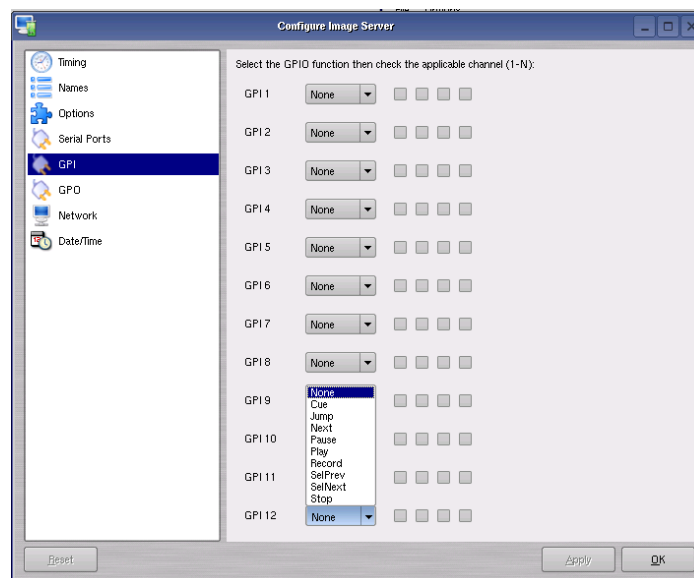 Configure Image Server
Timing
Names
Options
Serial Ports
GPI
GPO
Network
Date/Time
Select the GPIO function then check the applicable channel (1-N):
GPI 1 None
GPI 2 None
GPI 3 None
GPI 4 None
GPI 5 None
GPI 6 None
GPI 7 None
GPI 8 None
GPI 9
GPI 10
GPI 11
None
Cue
Jump
Next
Pause
Play
Record
SelPrev
SelNext
Stop
GPI 12 None
Reset Apply OK